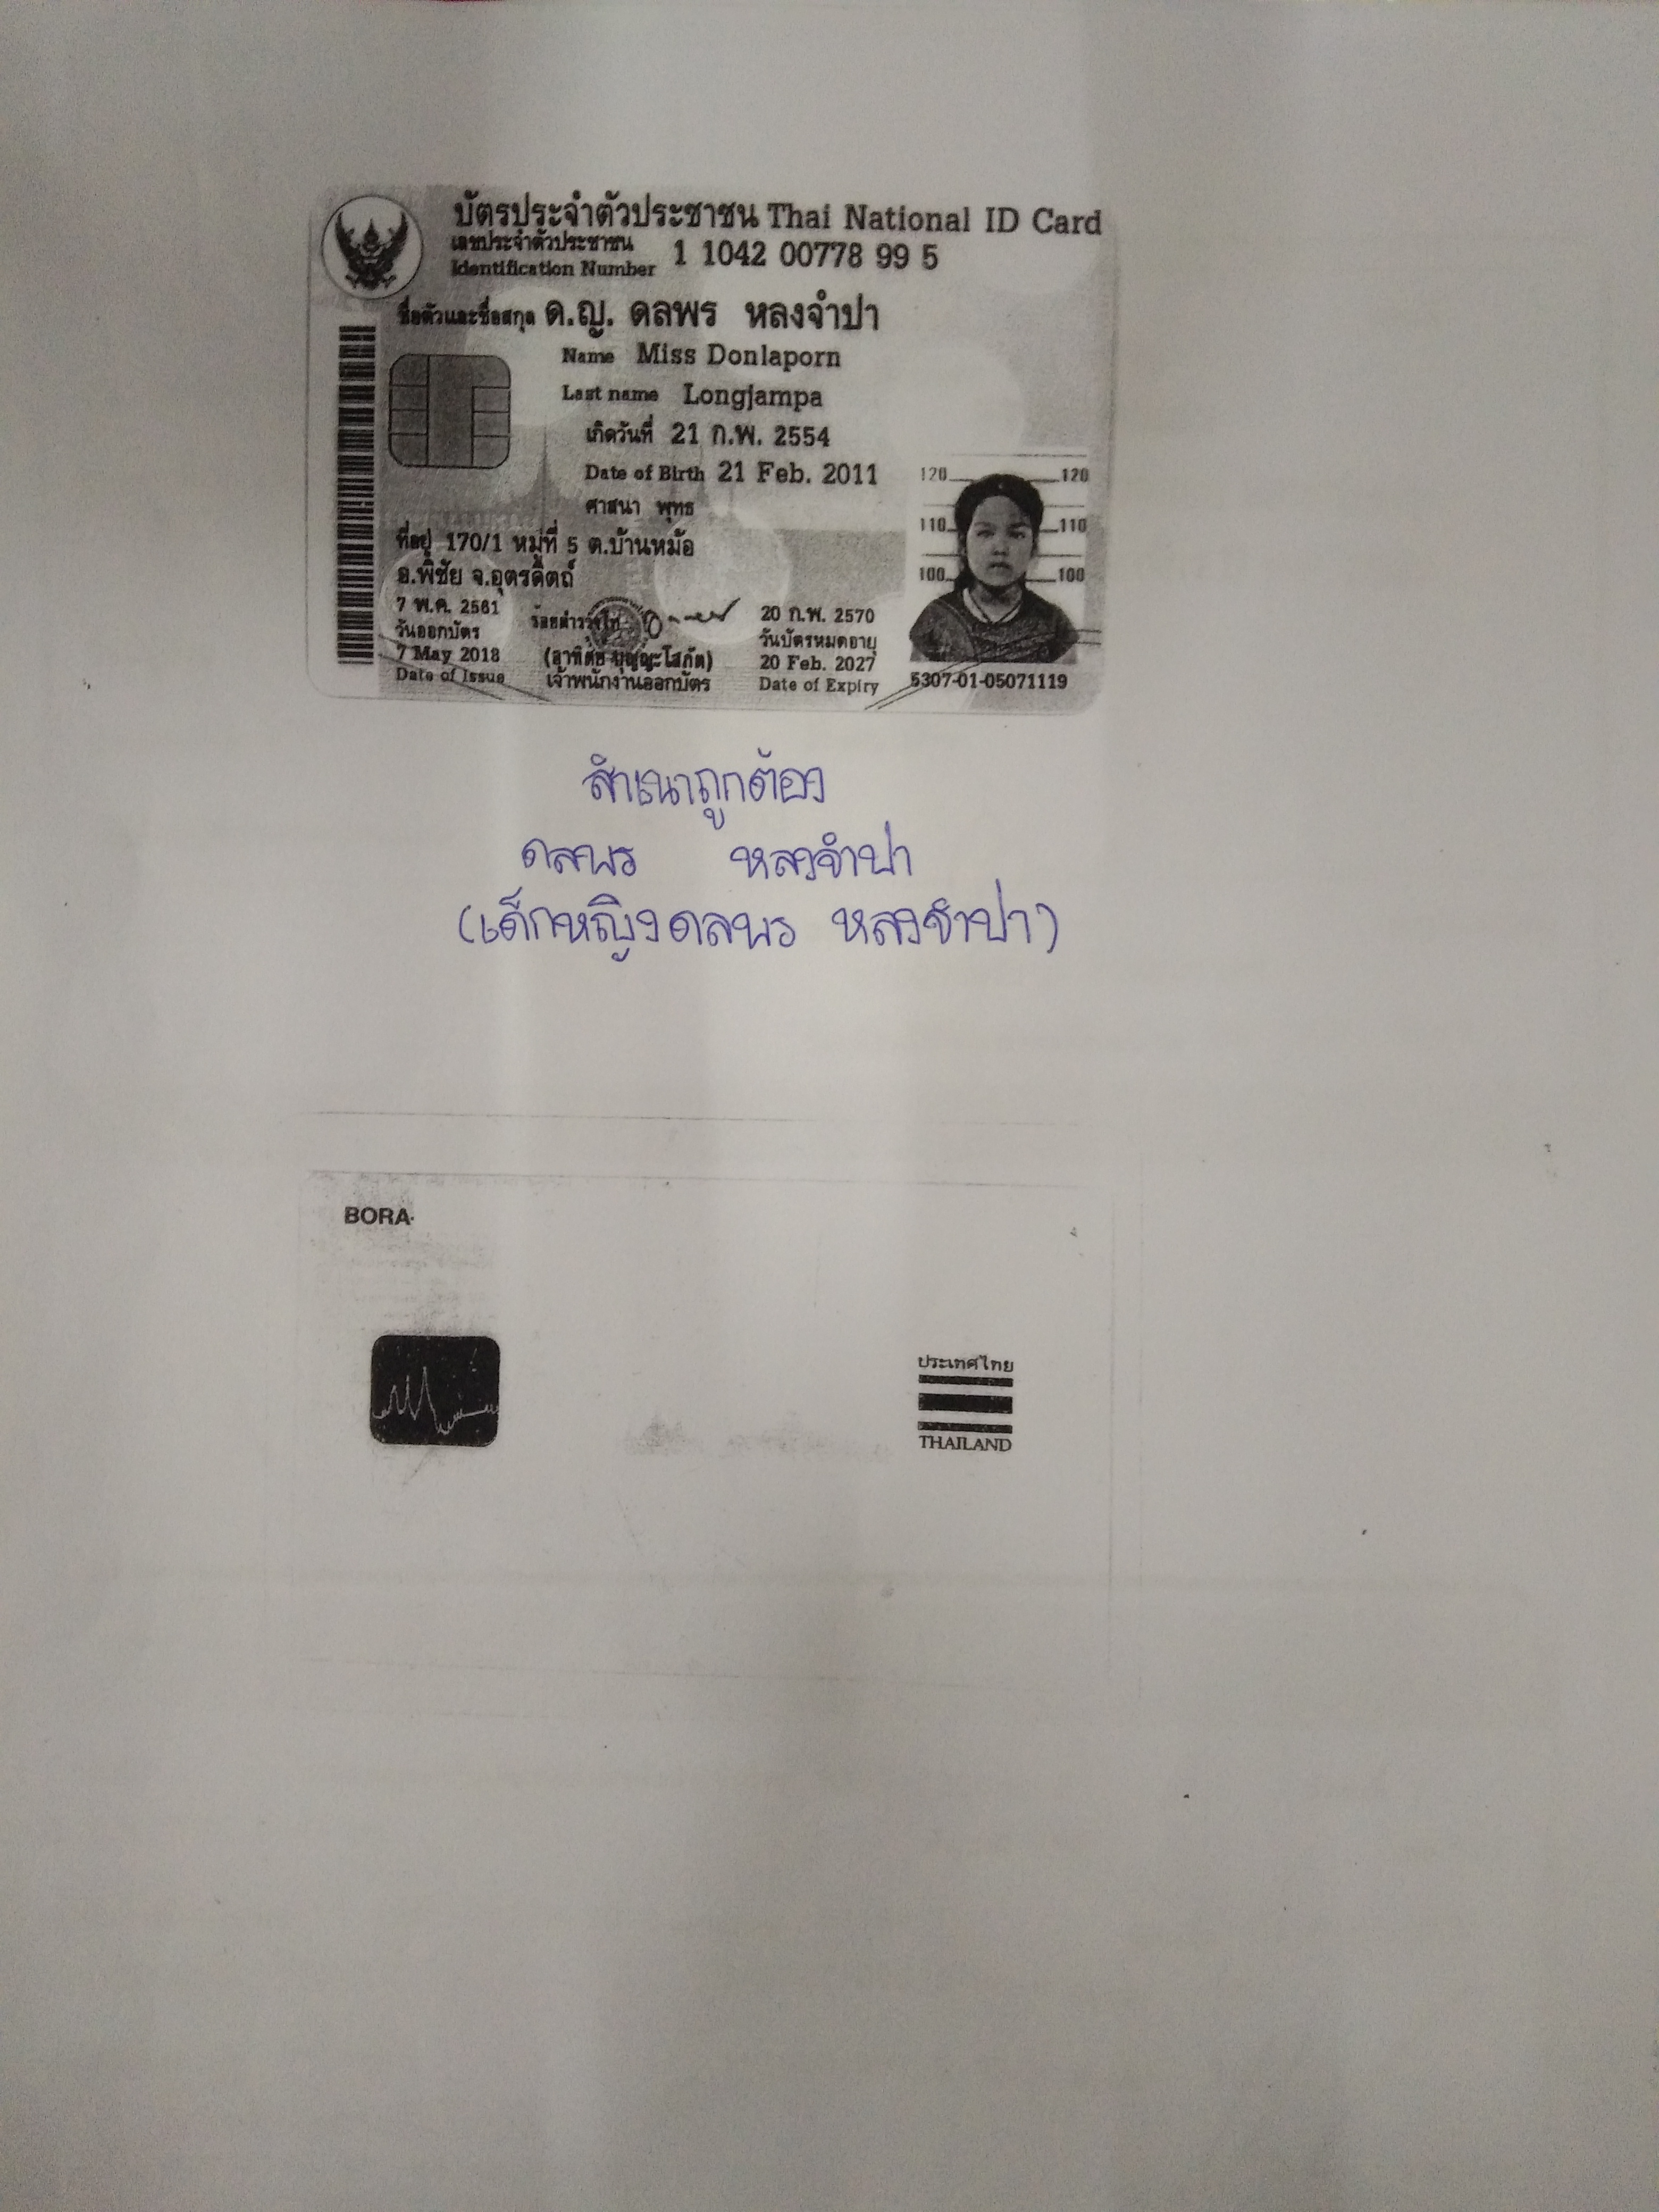 บัตรประจำตัวประชาชน Thai National ID Card
เลขประจำตัวประชาชน
Identification Number 1 1042 00778 99 5
ชื่อตัวและชื่อสกุล ด.ญ. ดลพร หลงจำปา
Name Miss Donlaporn
Last name Longjampa
เกิดวันที่ 21 ก.พ. 2554
Date of Birth 21 Feb. 2011
ศาสนา พุทธ
ที่อยู่ 170/1 หมู่ที่ 5 ต.บ้านหม้อ
อ.พิชัย จ.อุตรดิตถ์
7 พ.ค. 2561
วันออกบัตร
7 May 2018
Date of Issue
เจ้าพนักงานออกบัตร
20 ก.พ. 2570
วันบัตรหมดอายุ
20 Feb. 2027
Date of Expiry
120 120
110 110
100 100
5307-01-05071119
สำเนาถูกต้อง
ดลพร หลงจำปา
(เด็กหญิงดลพร หลงจำปา)
BORA
ประเทศไทย
THAILAND